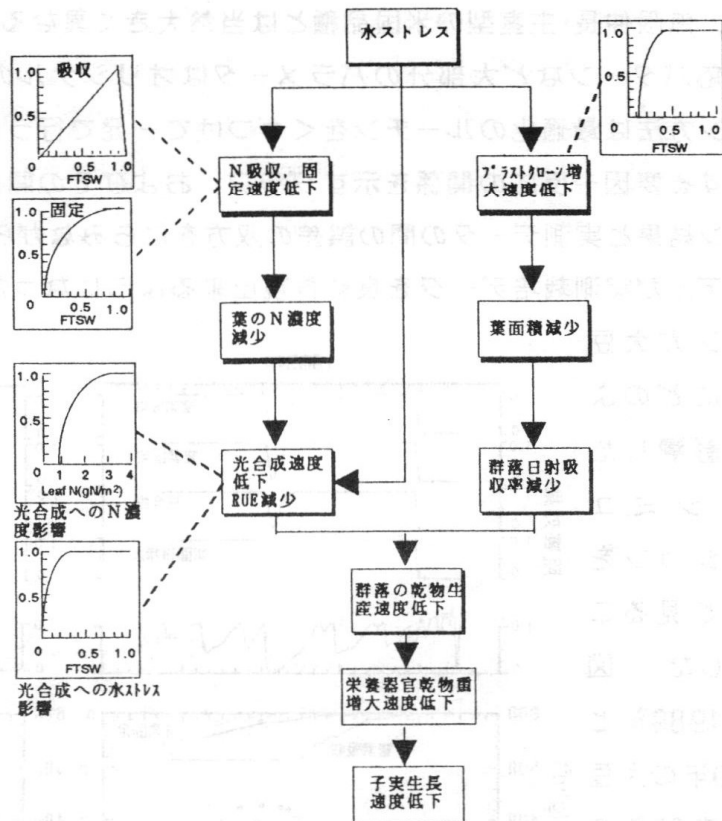 水ストレス
吸収
1.0
0.5
0
0.5 1.0
FTSW
1.0
0.5
0
0.5 1.0
FTSW
N吸収、固
定速度低下
プラストクローン増
加速度低下
固定
1.0
0.5
0
0.5 1.0
FTSW
葉のN濃度
減少
葉面積減少
1.0
0.5
0
1 2 3 4
Leaf N(gN/m²)
光合成へのN濃
度影響
光合成速度
低下
RUE減少
群落日射吸
収率減少
1.0
0.5
0
0.5 1.0
FTSW
光合成への水ストレス
影響
群落の乾物生
産速度低下
栄養器官乾物重
増大速度低下
子実生長
速度低下